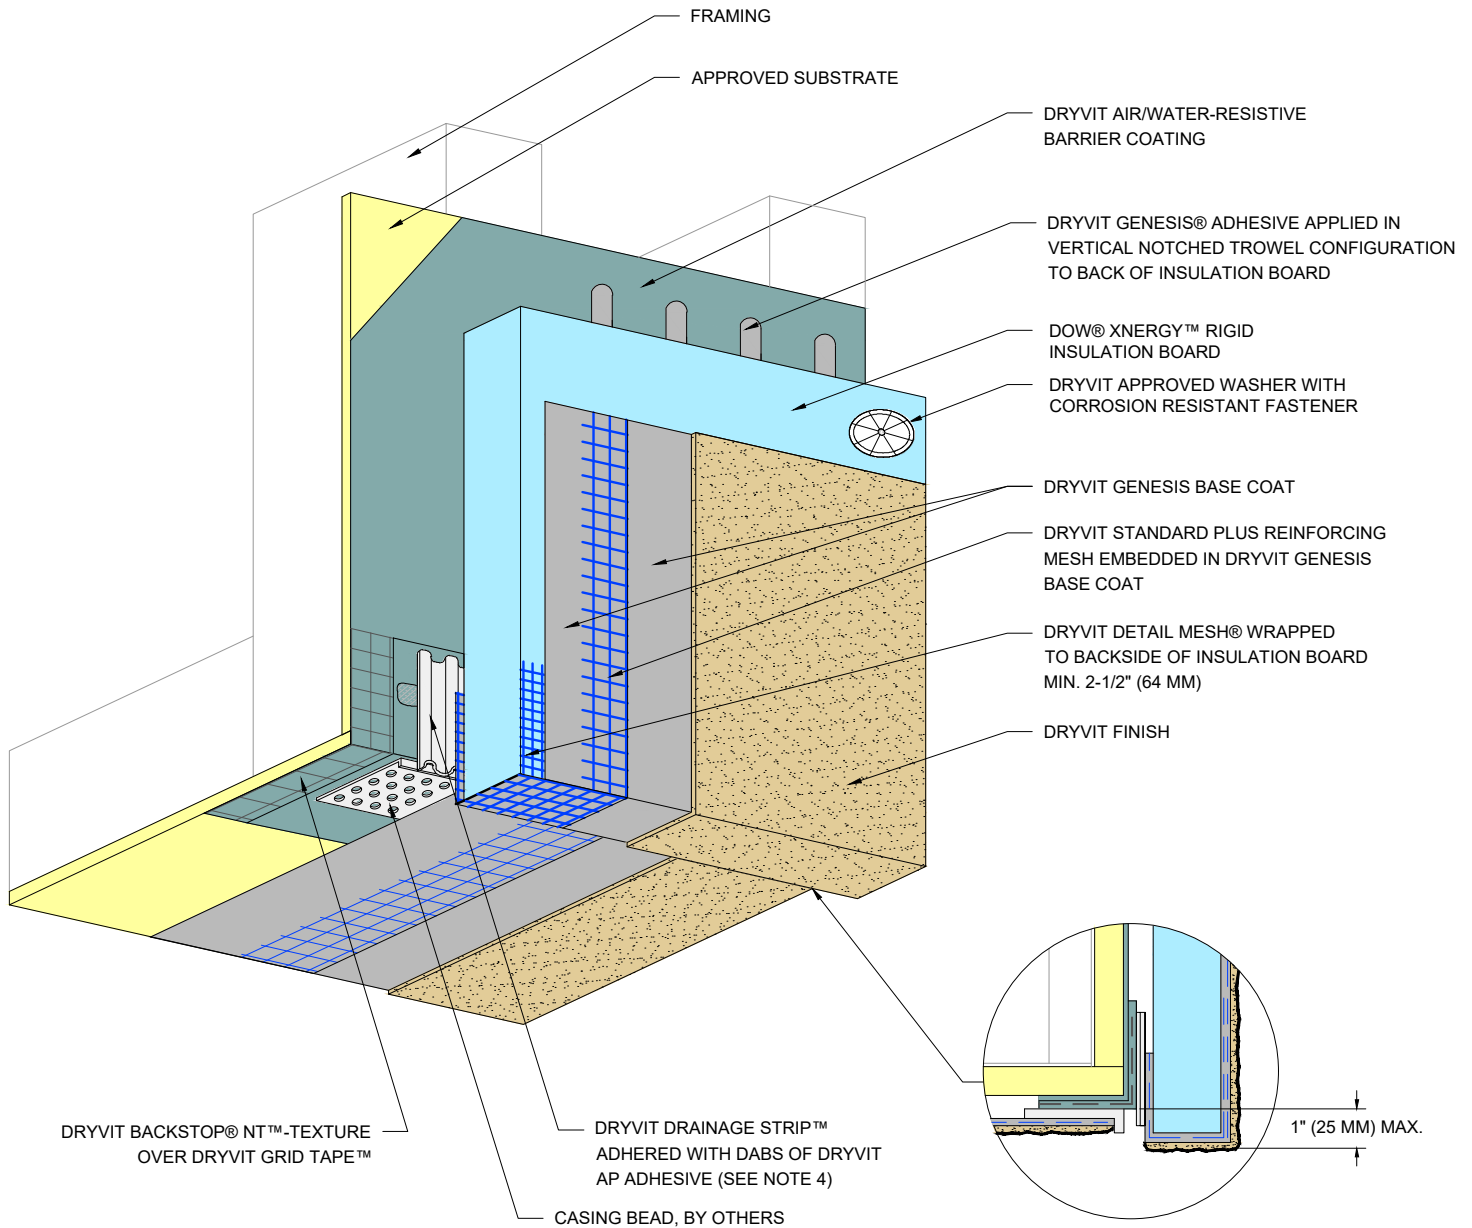 FRAMING
APPROVED SUBSTRATE
DRYVIT AIR/WATER-RESISTIVE
BARRIER COATING
DRYVIT GENESIS® ADHESIVE APPLIED IN
VERTICAL NOTCHED TROWEL CONFIGURATION
TO BACK OF INSULATION BOARD
DOW® XNERGY™ RIGID
INSULATION BOARD
DRYVIT APPROVED WASHER WITH
CORROSION RESISTANT FASTENER
DRYVIT GENESIS BASE COAT
DRYVIT STANDARD PLUS REINFORCING
MESH EMBEDDED IN DRYVIT GENESIS
BASE COAT
DRYVIT DETAIL MESH® WRAPPED
TO BACKSIDE OF INSULATION BOARD
MIN. 2-1/2" (64 MM)
DRYVIT FINISH
1" (25 MM) MAX.
DRYVIT BACKSTOP® NT™-TEXTURE
OVER DRYVIT GRID TAPE™
DRYVIT DRAINAGE STRIP™
ADHERED WITH DABS OF DRYVIT
AP ADHESIVE (SEE NOTE 4)
CASING BEAD, BY OTHERS